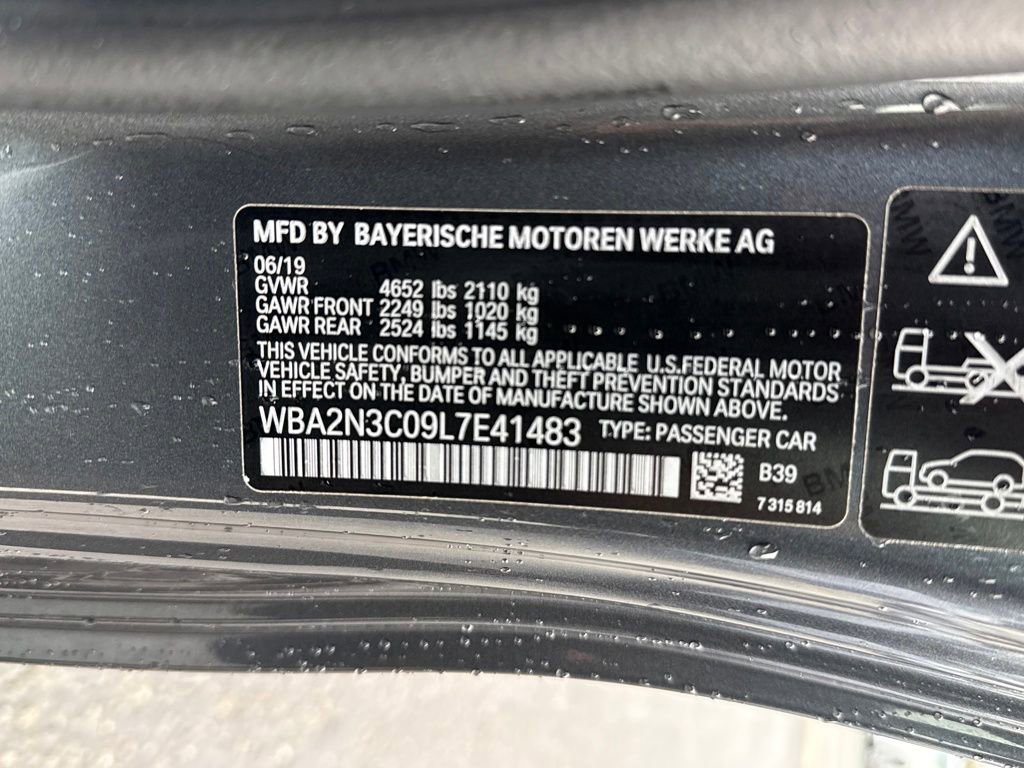 MFD BY BAYERISCHE MOTOREN WERKE AG
06/19
GVWR 4652 lbs 2110 kg
GAWR FRONT 2249 lbs 1020 kg
GAWR REAR 2524 lbs 1145 kg
THIS VEHICLE CONFORMS TO ALL APPLICABLE U.S.FEDERAL MOTOR
VEHICLE SAFETY, BUMPER AND THEFT PREVENTION STANDARDS
IN EFFECT ON THE DATE OF MANUFACTURE SHOWN ABOVE.
WBA2N3C09L7E41483 TYPE: PASSENGER CAR
B39
7 315 814
BMW